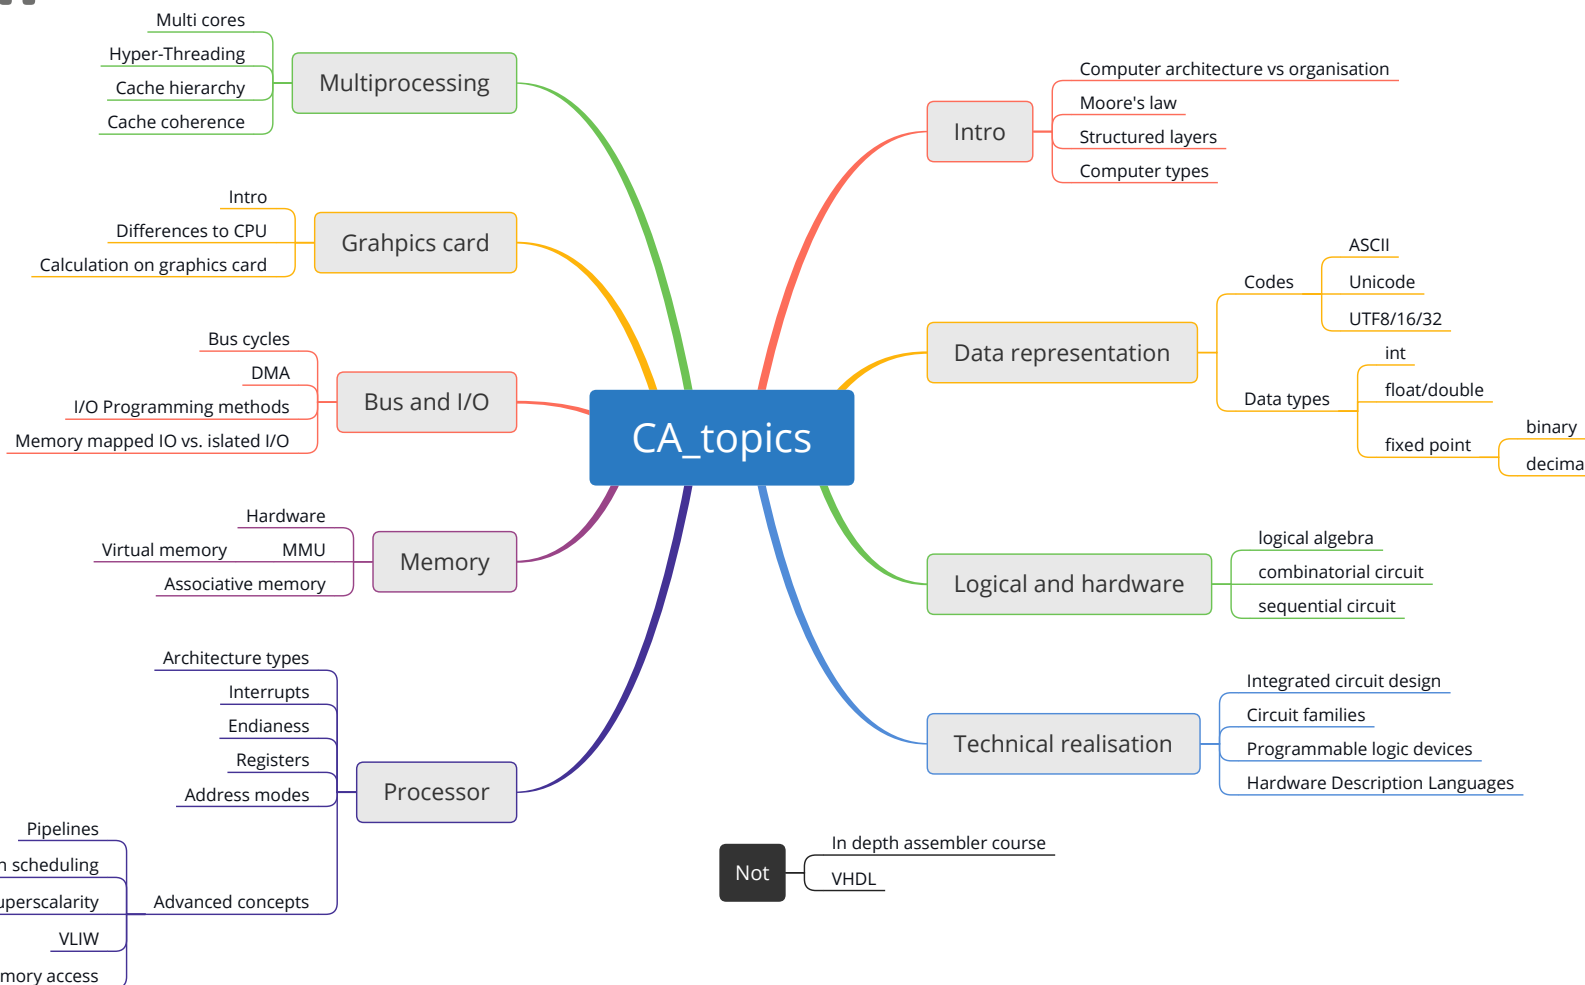 CA_topics
Intro
Computer architecture vs organisation
Moore's law
Structured layers
Computer types
Data representation
Codes
ASCII
Unicode
UTF8/16/32
Data types
int
float/double
fixed point
binary
decima
Logical and hardware
logical algebra
combinatorial circuit
sequential circuit
Technical realisation
Integrated circuit design
Circuit families
Programmable logic devices
Hardware Description Languages
Not
In depth assembler course
VHDL
Multiprocessing
Multi cores
Hyper-Threading
Cache hierarchy
Cache coherence
Grahpics card
Intro
Differences to CPU
Calculation on graphics card
Bus and I/O
Bus cycles
DMA
I/O Programming methods
Memory mapped IO vs. islated I/O
Memory
Hardware
MMU
Virtual memory
Associative memory
Processor
Architecture types
Interrupts
Endianess
Registers
Address modes
Advanced concepts
Pipelines
n scheduling
uperscalarity
VLIW
mory access